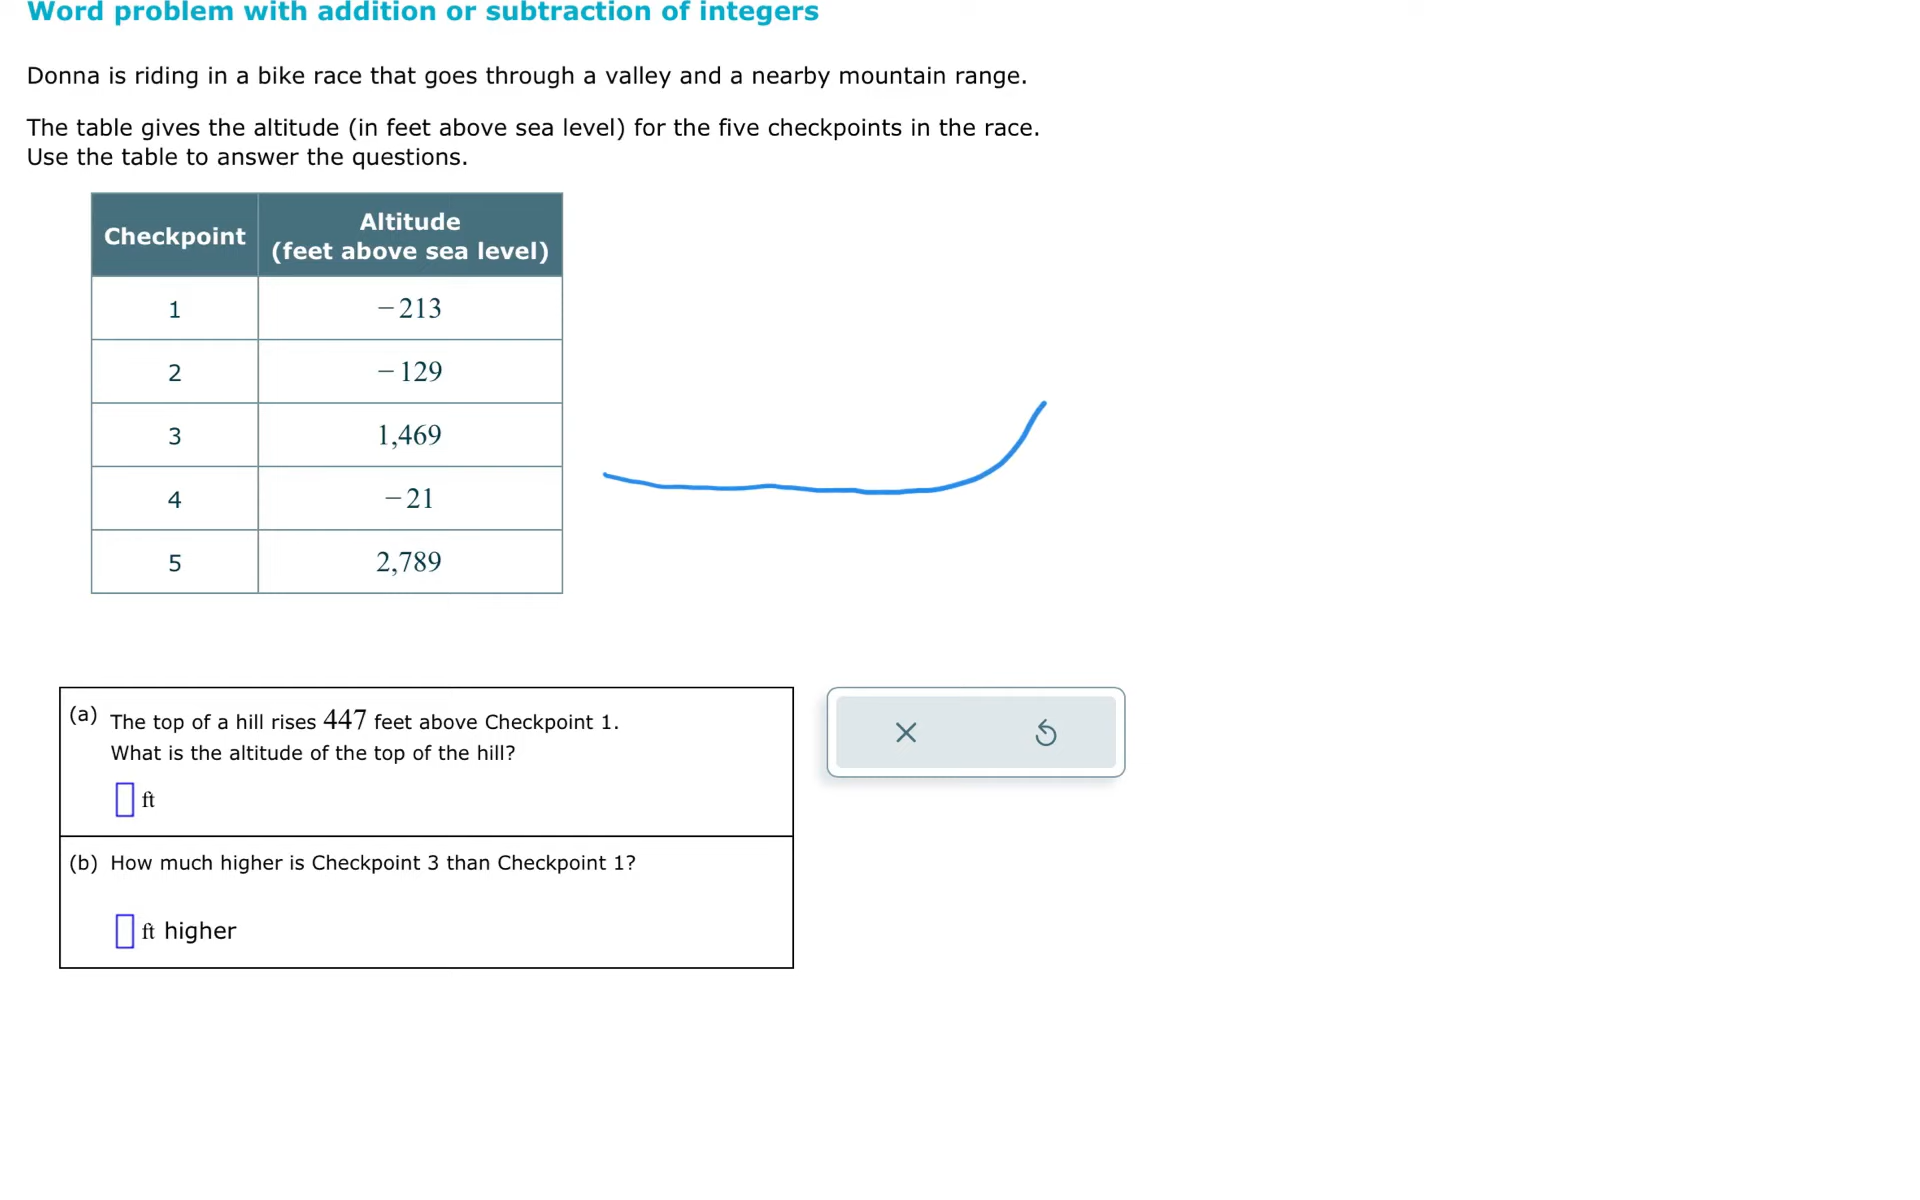 Word problem with addition or subtraction of integers
Donna is riding in a bike race that goes through a valley and a nearby mountain range.
The table gives the altitude (in feet above sea level) for the five checkpoints in the race.
Use the table to answer the questions.
Checkpoint Altitude (feet above sea level)
1 −213
2 −129
3 1,469
4 −21
5 2,789
(a) The top of a hill rises 447 feet above Checkpoint 1.
What is the altitude of the top of the hill?
ft
(b) How much higher is Checkpoint 3 than Checkpoint 1?
ft higher